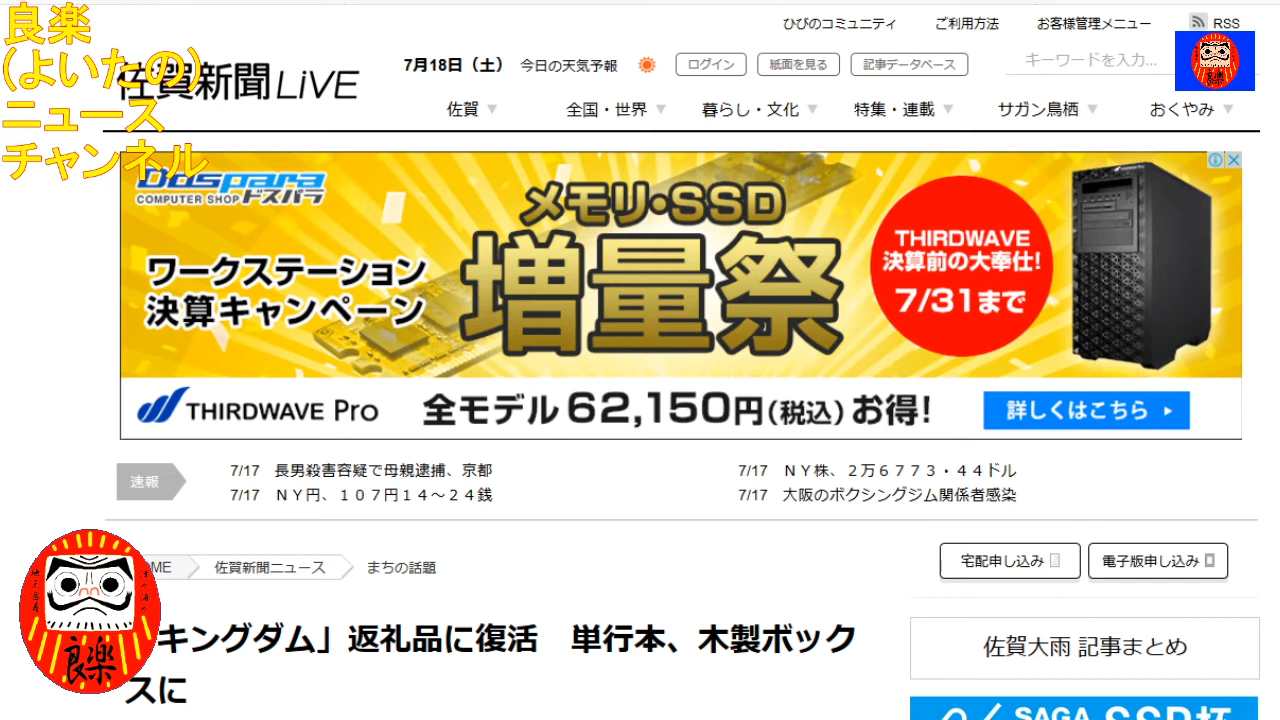 良楽
(よいたの)
ニュース
チャンネル
ひびのコミュニティ ご利用方法 お客様管理メニュー RSS
佐賀新聞 LiVE
7月18日（土） 今日の天気予報 ログイン 紙面を見る 記事データベース キーワードを入力...
良楽
佐賀 全国・世界 暮らし・文化 特集・連載 サガン鳥栖 おくやみ
Dospara
COMPUTER SHOP ドスパラ
ワークステーション
決算キャンペーン
メモリ・SSD
増量祭
THIRDWAVE
決算前の大奉仕!
7/31まで
THIRDWAVE Pro 全モデル62,150円(税込)お得! 詳しくはこちら
速報
7/17 長男殺害容疑で母親逮捕、京都
7/17 ＮＹ株、２万６７７３・４４ドル
7/17 ＮＹ円、１０７円１４～２４銭
7/17 大阪のボクシングジム関係者感染
佐賀新聞ニュース まちの話題
宅配申し込み 電子版申し込み
キングダム」返礼品に復活 単行本、木製ボック
スに
佐賀大雨 記事まとめ
良楽
SAGA